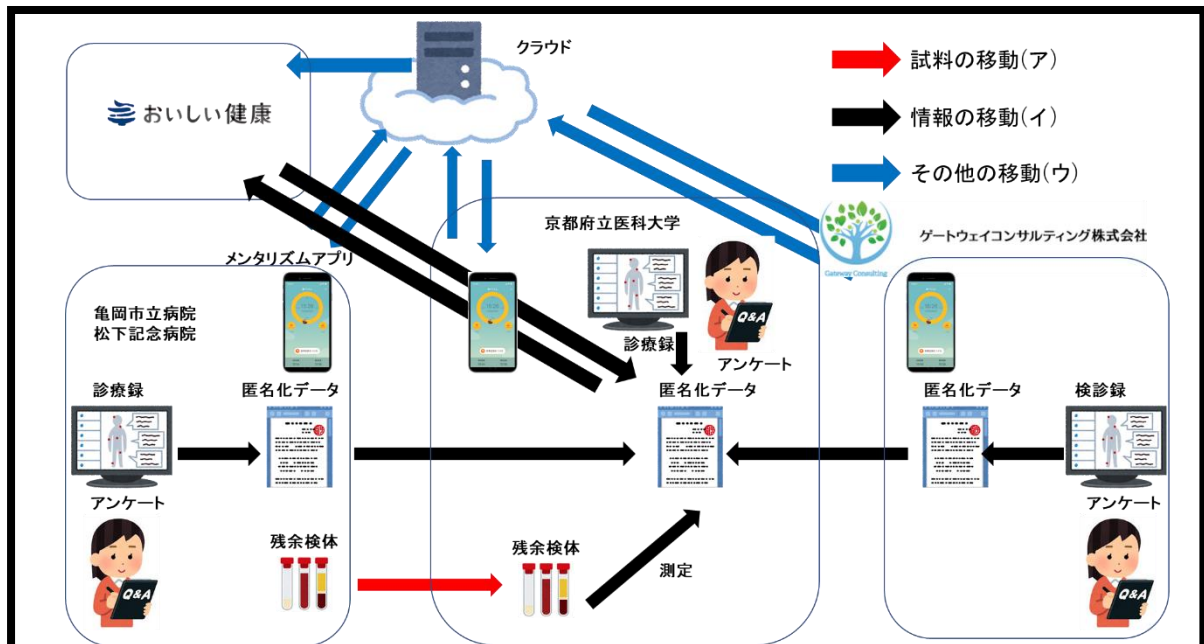 クラウド
試料の移動(ア)
情報の移動(イ)
その他の移動(ウ)
おいしい健康
京都府立医科大学
Gateway Consulting
ゲートウェイコンサルティング株式会社
メンタリズムアプリ
亀岡市立病院
松下記念病院
診療録
匿名化データ
アンケート
Q&A
残余検体
診療録
Q&A
アンケート
匿名化データ
残余検体
測定
匿名化データ
検診録
アンケート
Q&A